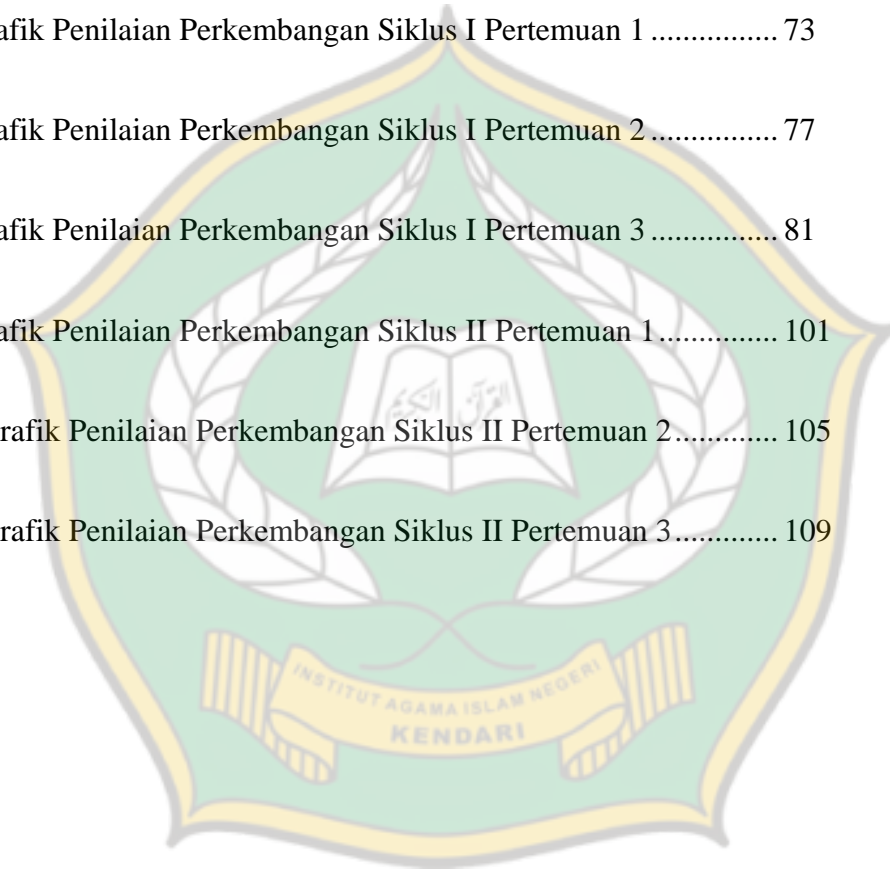 afik Penilaian Perkembangan Siklus I Pertemuan 1 ................ 73
afik Penilaian Perkembangan Siklus I Pertemuan 2 ................ 77
afik Penilaian Perkembangan Siklus I Pertemuan 3 ................ 81
afik Penilaian Perkembangan Siklus II Pertemuan 1 ............... 101
rafik Penilaian Perkembangan Siklus II Pertemuan 2 ............. 105
rafik Penilaian Perkembangan Siklus II Pertemuan 3 ............. 109
القرآن الكريم
INSTITUT AGAMA ISLAM NEGERI
KENDARI